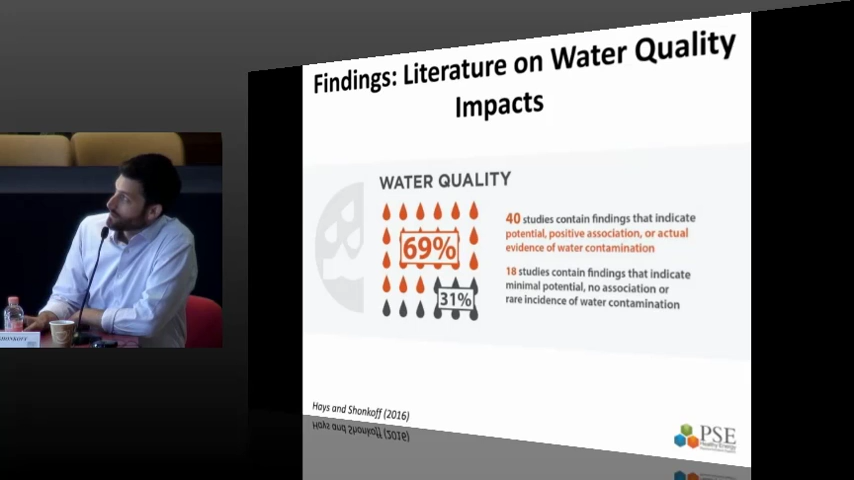 Findings: Literature on Water Quality
Impacts
WATER QUALITY
69%
31%
40 studies contain findings that indicate
potential, positive association, or actual
evidence of water contamination
18 studies contain findings that indicate
minimal potential, no association or
rare incidence of water contamination
Hays and Shonkoff (2016)
PSE
Healthy Energy